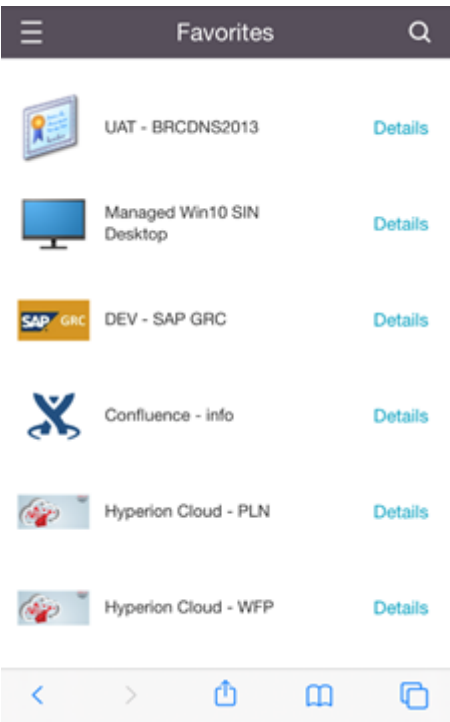 Favorites
UAT - BRCDNS2013
Details
Managed Win10 SIN
Desktop
Details
SAP GRC
DEV - SAP GRC
Details
Confluence - info
Details
Hyperion Cloud - PLN
Details
Hyperion Cloud - WFP
Details